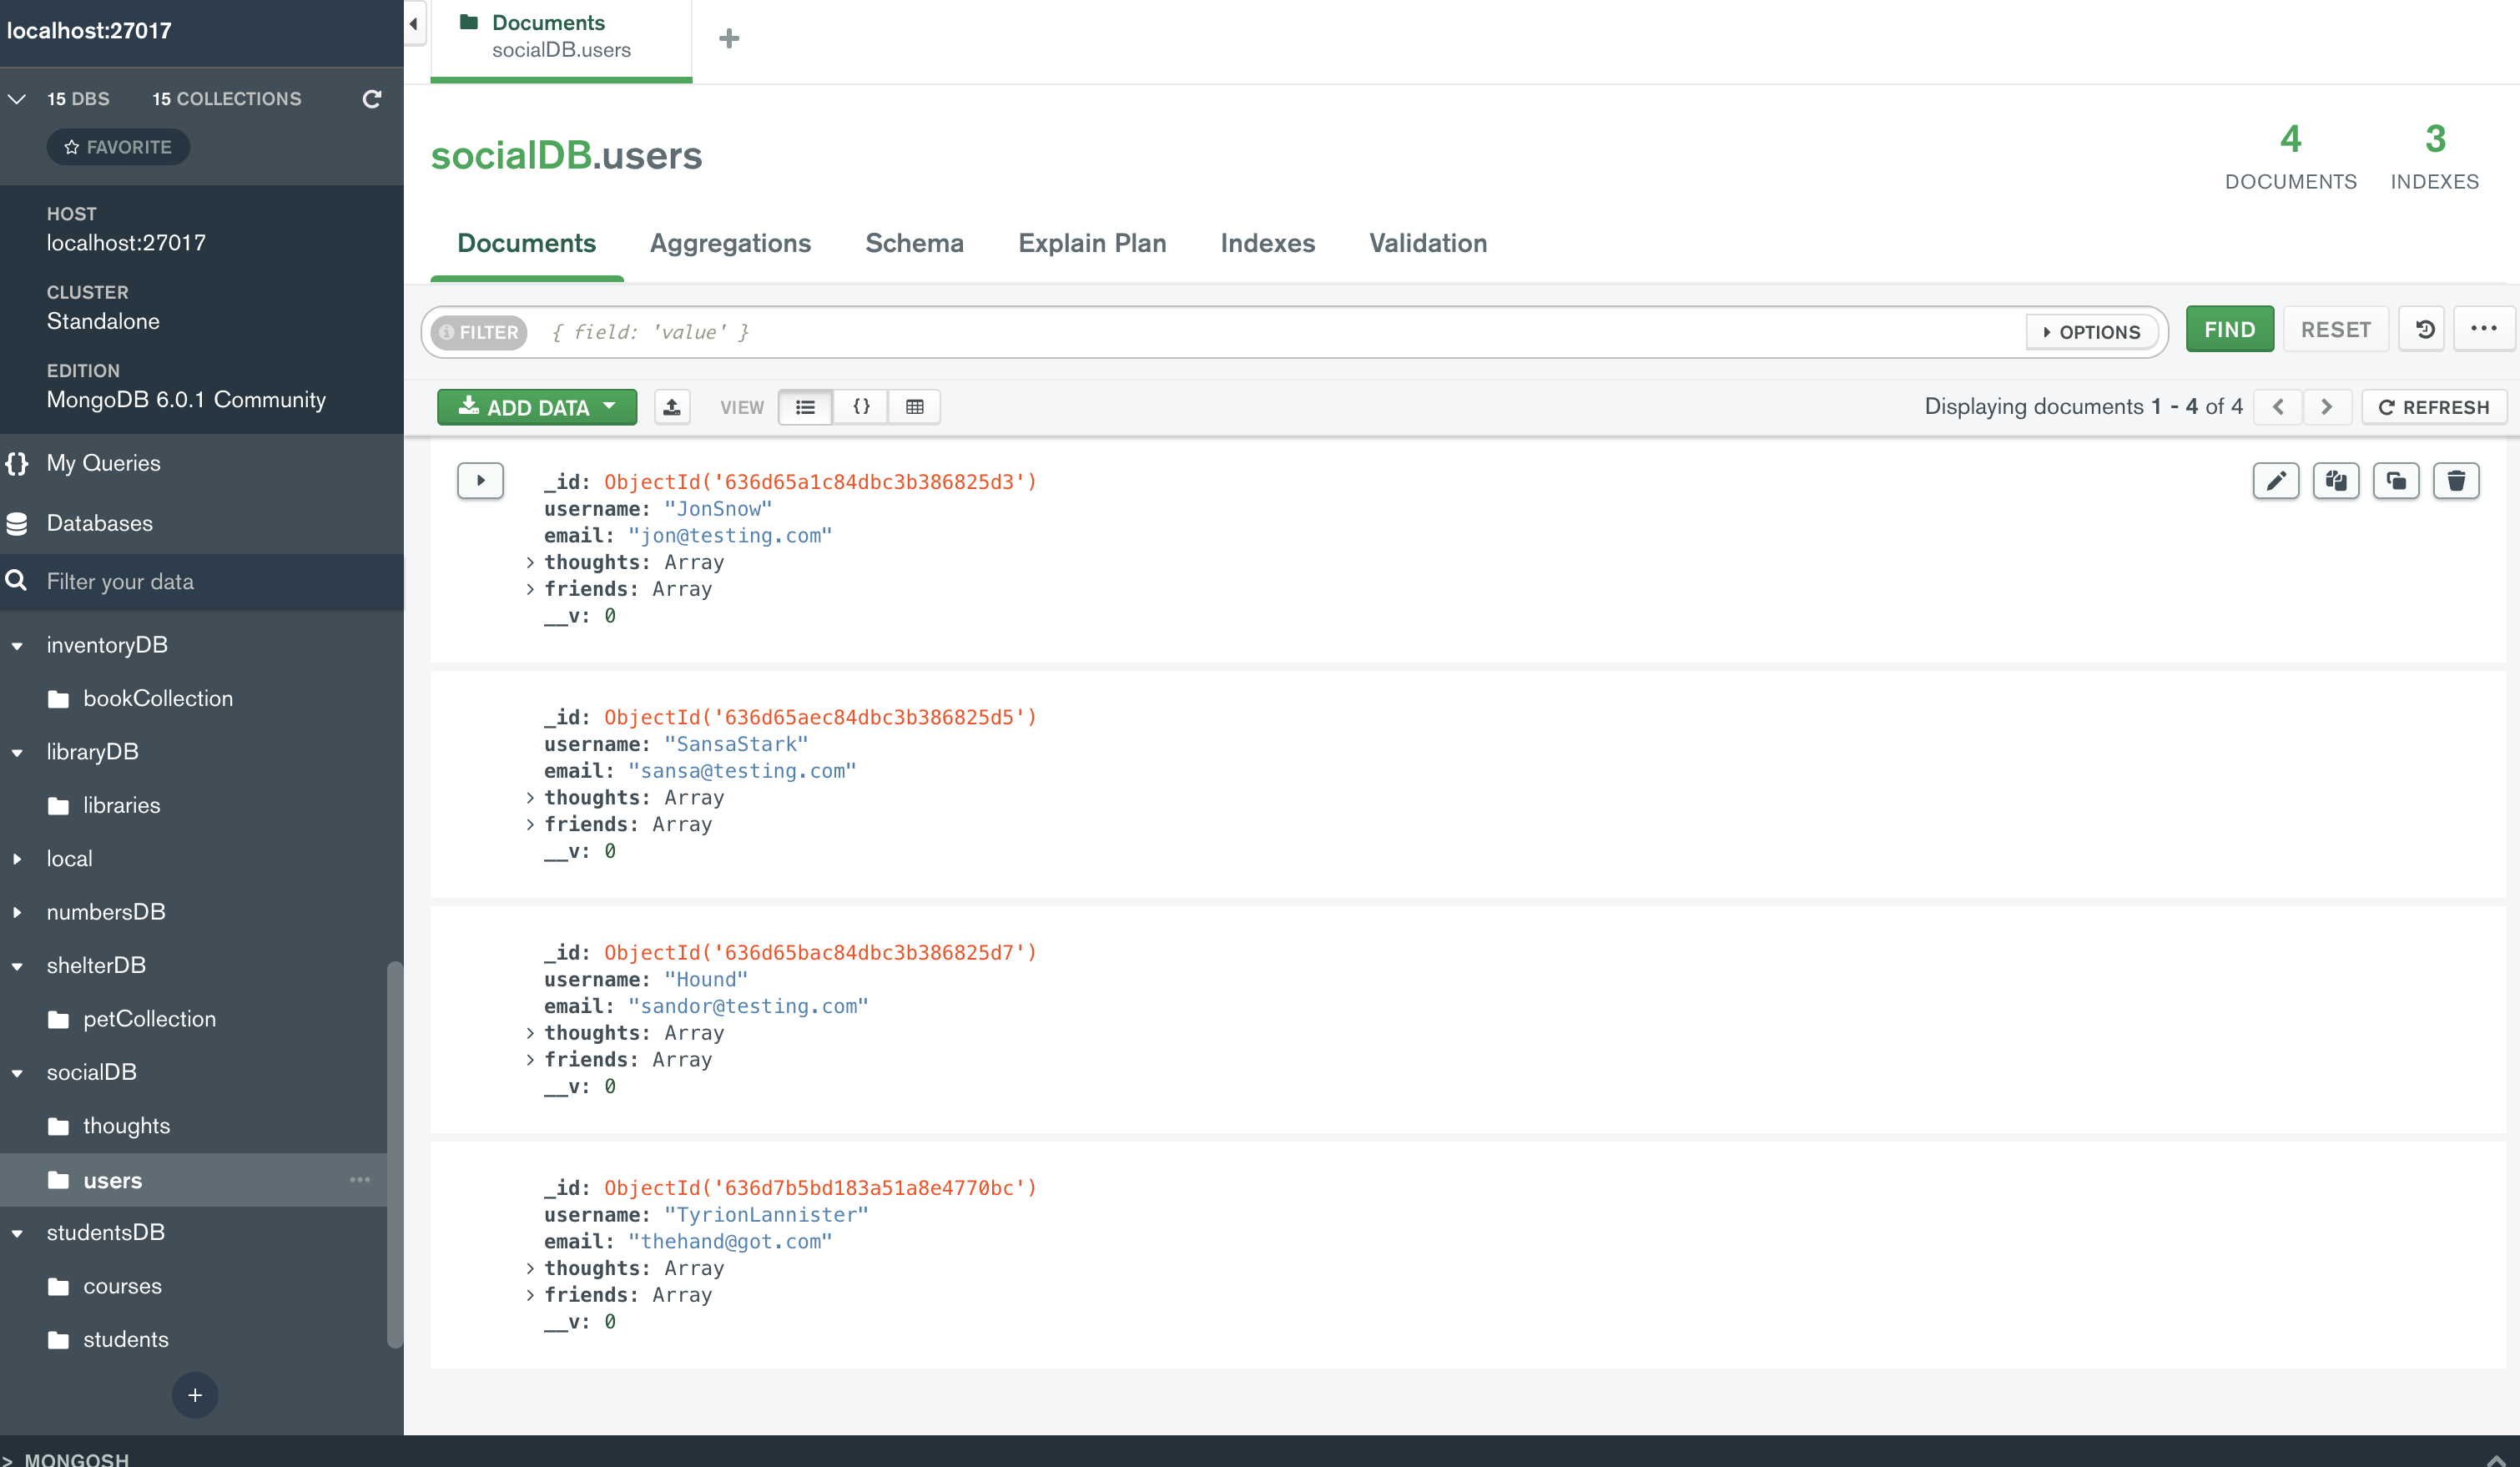 localhost:27017
15 DBS 15 COLLECTIONS
FAVORITE
HOST
localhost:27017
CLUSTER
Standalone
EDITION
MongoDB 6.0.1 Community
{} My Queries
Databases
Filter your data
inventoryDB
bookCollection
libraryDB
libraries
local
numbersDB
shelterDB
petCollection
socialDB
thoughts
users ...
studentsDB
courses
students
+
> MONGOSH
Documents
socialDB.users
+
socialDB.users
4
DOCUMENTS
3
INDEXES
Documents Aggregations Schema Explain Plan Indexes Validation
FILTER { field: 'value' } OPTIONS FIND RESET ...
ADD DATA VIEW {} Displaying documents 1 - 4 of 4 < > REFRESH
_id: ObjectId('636d65a1c84dbc3b386825d3')
username: "JonSnow"
email: "jon@testing.com"
> thoughts: Array
> friends: Array
__v: 0
_id: ObjectId('636d65aec84dbc3b386825d5')
username: "SansaStark"
email: "sansa@testing.com"
> thoughts: Array
> friends: Array
__v: 0
_id: ObjectId('636d65bac84dbc3b386825d7')
username: "Hound"
email: "sandor@testing.com"
> thoughts: Array
> friends: Array
__v: 0
_id: ObjectId('636d7b5bd183a51a8e4770bc')
username: "TyrionLannister"
email: "thehand@got.com"
> thoughts: Array
> friends: Array
__v: 0